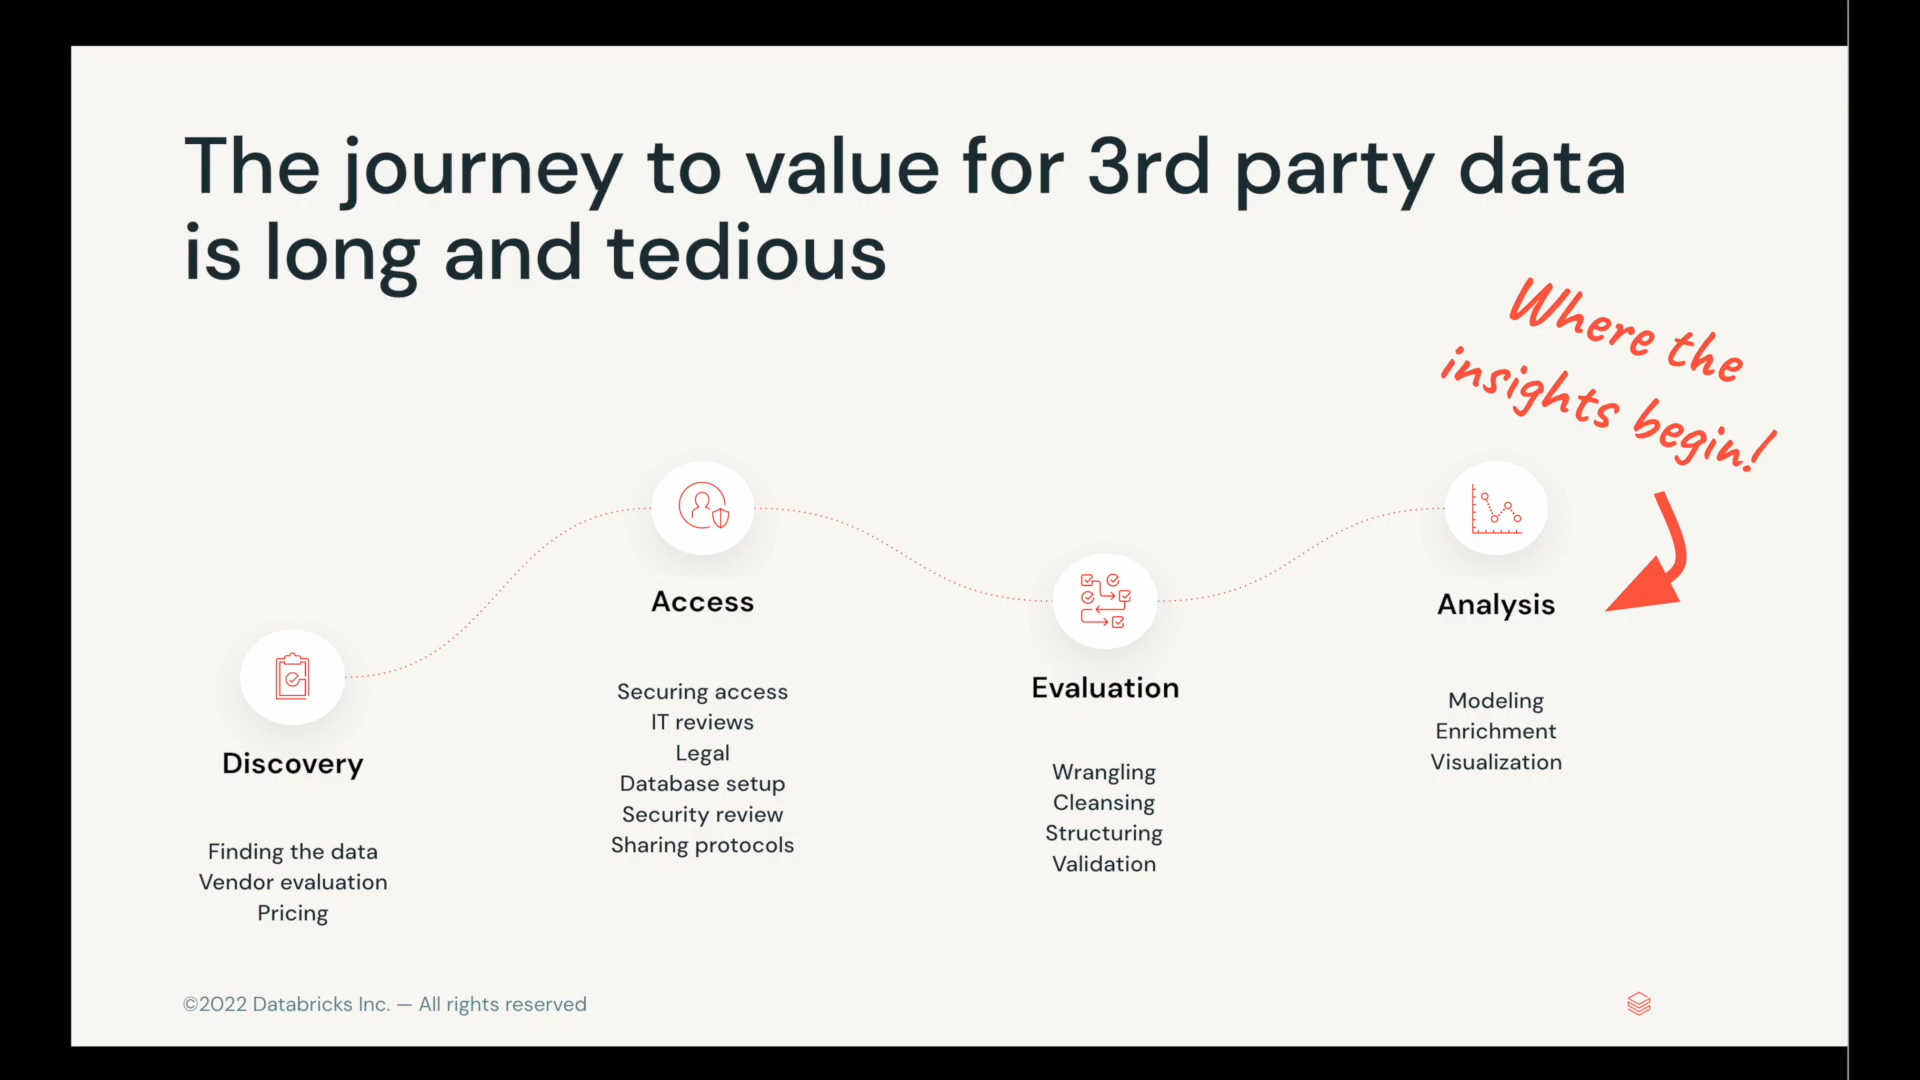 The journey to value for 3rd party data
is long and tedious
Where the
insights begin!
Discovery
Finding the data
Vendor evaluation
Pricing
Access
Securing access
IT reviews
Legal
Database setup
Security review
Sharing protocols
Evaluation
Wrangling
Cleansing
Structuring
Validation
Analysis
Modeling
Enrichment
Visualization
©2022 Databricks Inc. — All rights reserved